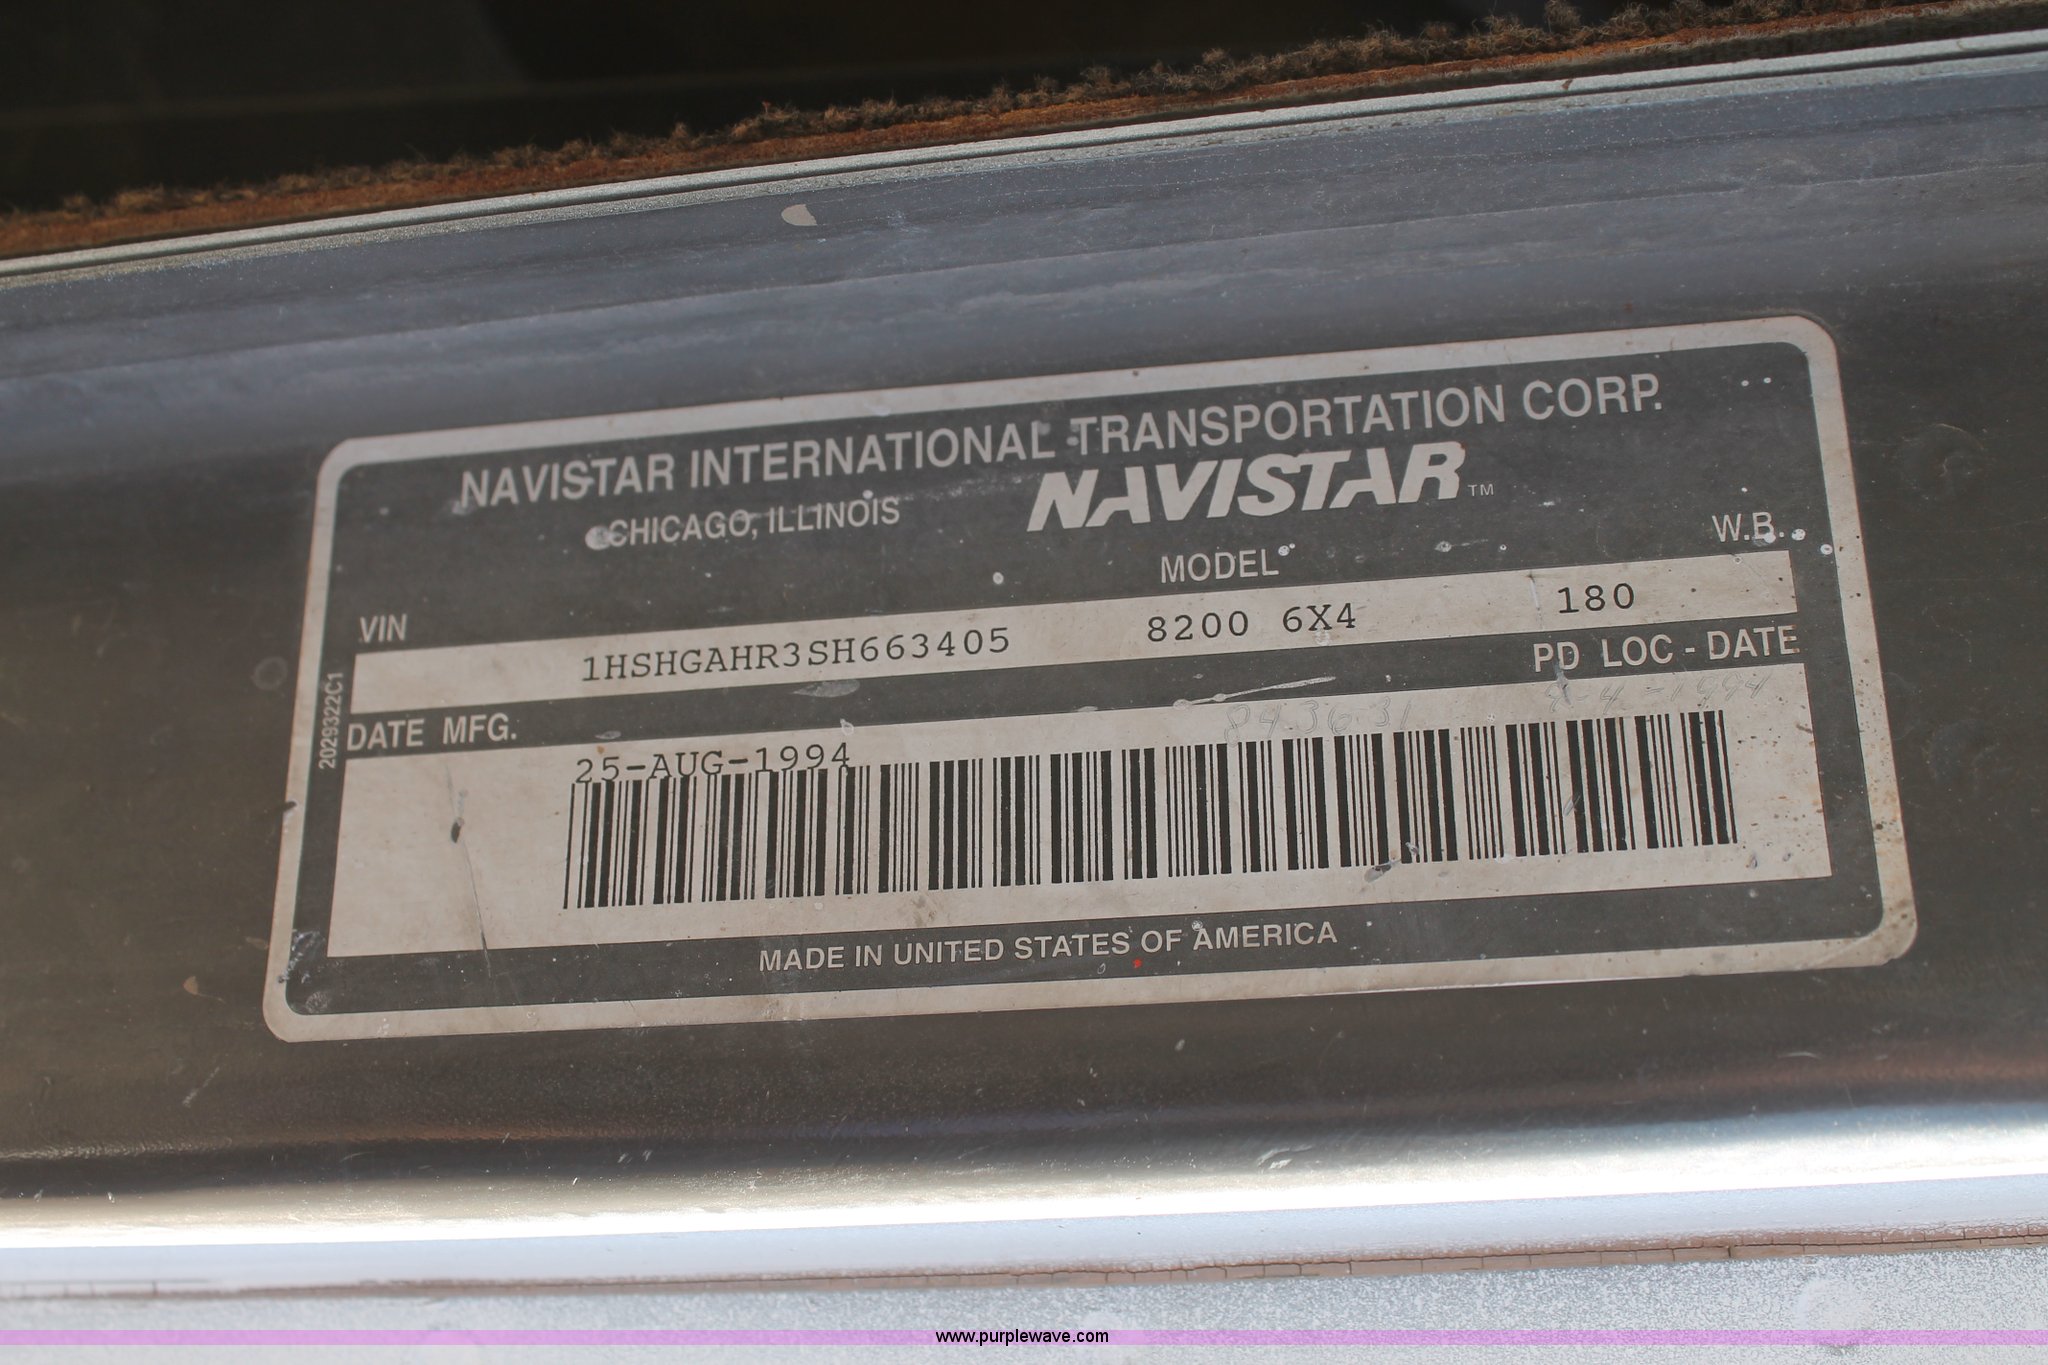 NAVISTAR INTERNATIONAL TRANSPORTATION CORP.
CHICAGO, ILLINOIS NAVISTAR™
VIN MODEL W.B.
1HSHGAHR3SH663405 8200 6X4 180
DATE MFG. PD LOC - DATE
25-AUG-1994
843631
MADE IN UNITED STATES OF AMERICA
2029322C1
www.purplewave.com